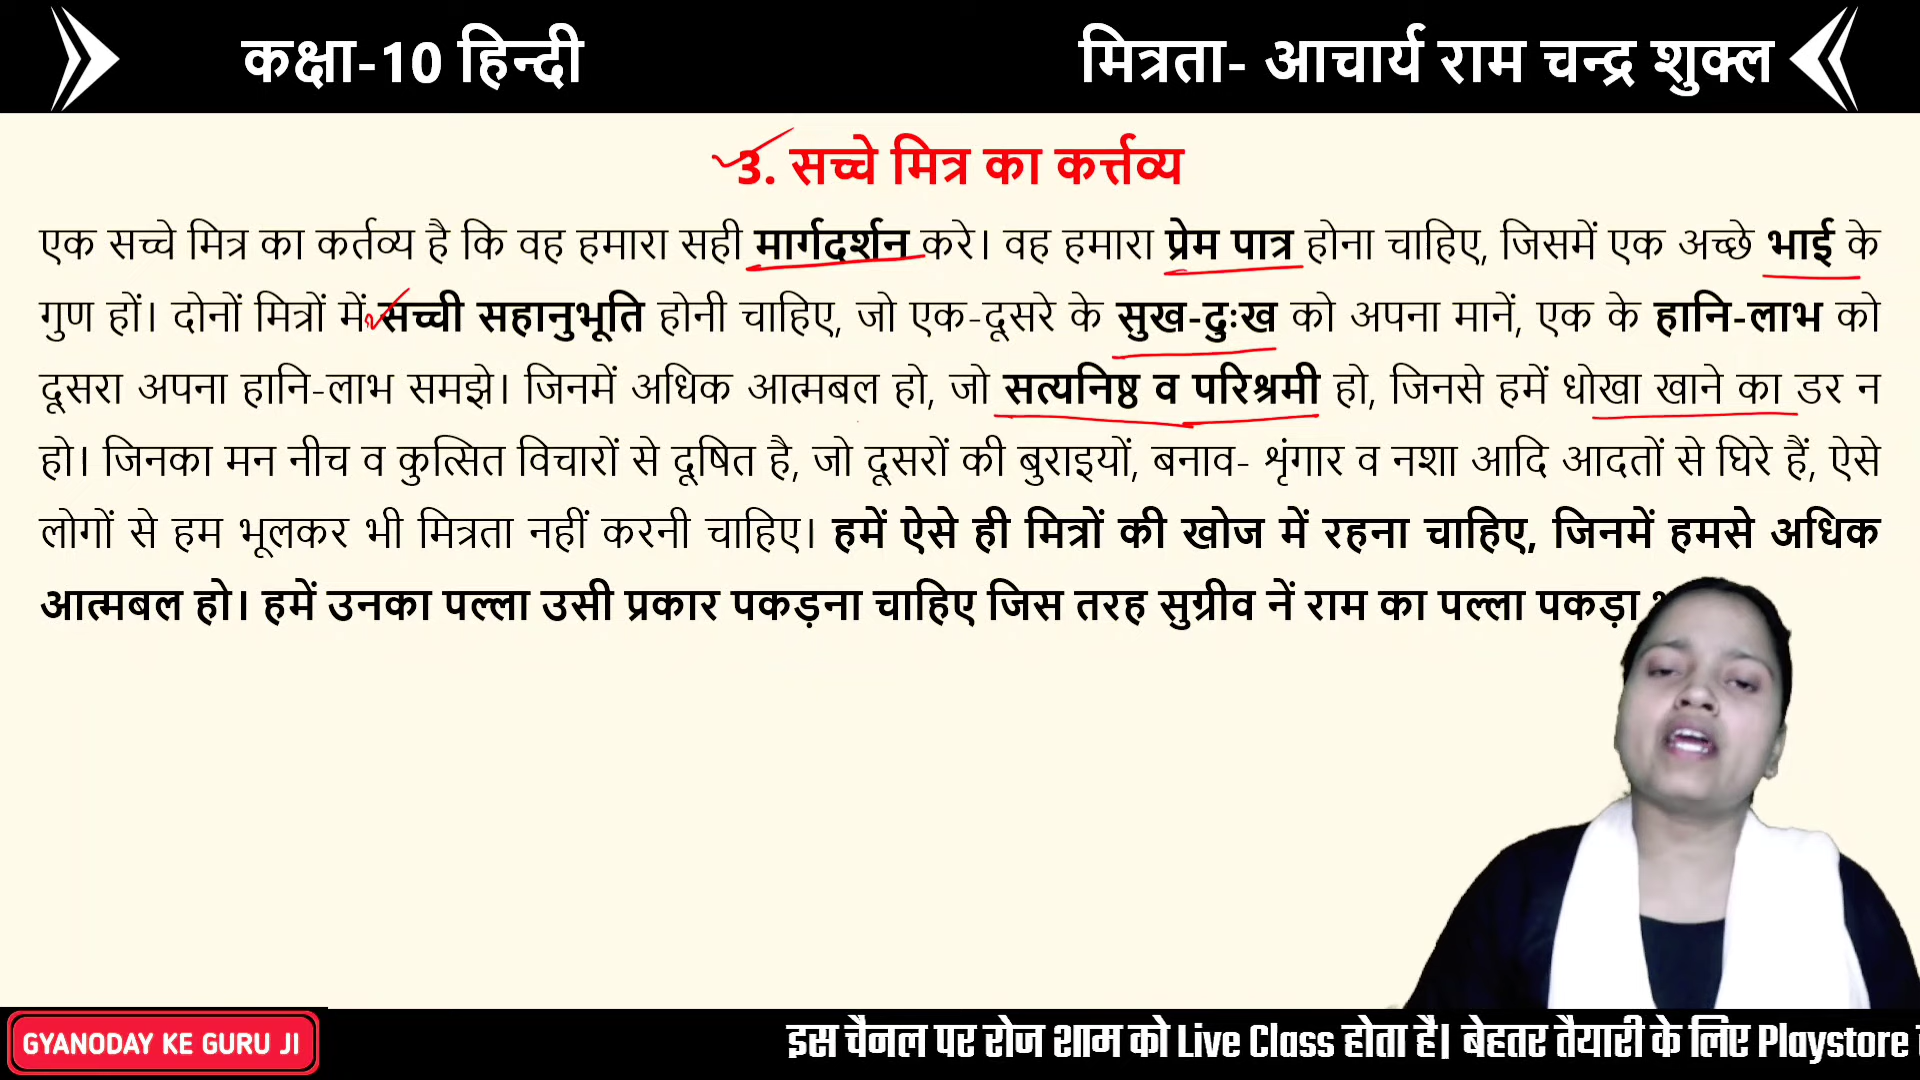 कक्षा-10 हिन्दी
मित्रता- आचार्य राम चन्द्र शुक्ल
3. सच्चे मित्र का कर्त्तव्य
एक सच्चे मित्र का कर्तव्य है कि वह हमारा सही मार्गदर्शन करे। वह हमारा प्रेम पात्र होना चाहिए, जिसमें एक अच्छे भाई के
गुण हों। दोनों मित्रों में सच्ची सहानुभूति होनी चाहिए, जो एक-दूसरे के सुख-दुःख को अपना मानें, एक के हानि-लाभ को
दूसरा अपना हानि-लाभ समझे। जिनमें अधिक आत्मबल हो, जो सत्यनिष्ठ व परिश्रमी हो, जिनसे हमें धोखा खाने का डर न
हो। जिनका मन नीच व कुत्सित विचारों से दूषित है, जो दूसरों की बुराइयों, बनाव- शृंगार व नशा आदि आदतों से घिरे हैं, ऐसे
लोगों से हम भूलकर भी मित्रता नहीं करनी चाहिए। हमें ऐसे ही मित्रों की खोज में रहना चाहिए, जिनमें हमसे अधिक
आत्मबल हो। हमें उनका पल्ला उसी प्रकार पकड़ना चाहिए जिस तरह सुग्रीव नें राम का पल्ला पकड़ा
GYANODAY KE GURU JI
इस चैनल पर रोज शाम को Live Class होता है। बेहतर तैयारी के लिए Playstore